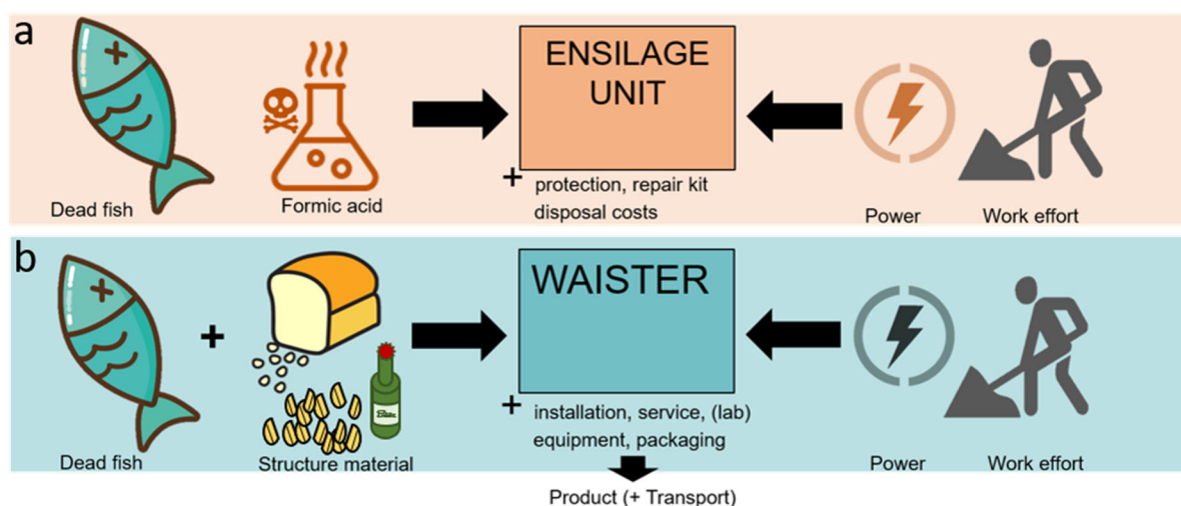 a
ENSILAGE
UNIT
+ protection, repair kit
disposal costs
Dead fish
Formic acid
Power
Work effort
b
+
WAISTER
+ installation, service, (lab)
equipment, packaging
Dead fish
Structure material
Power
Work effort
Product (+ Transport)